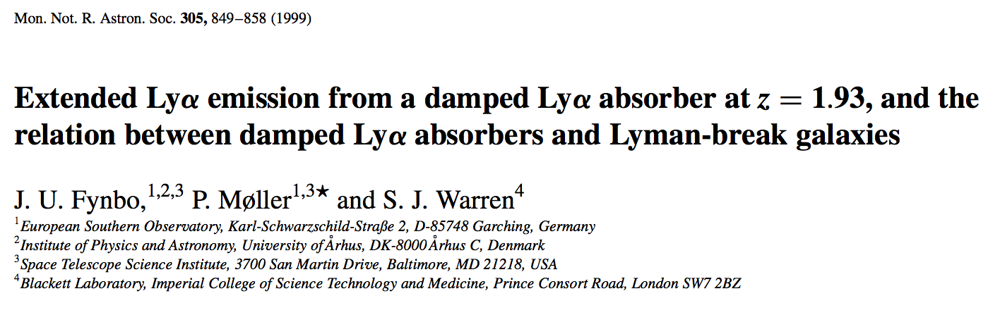 Mon. Not. R. Astron. Soc. 305, 849–858 (1999)
Extended Lyα emission from a damped Lyα absorber at z = 1.93, and the
relation between damped Lyα absorbers and Lyman-break galaxies
J. U. Fynbo,1,2,3 P. Møller1,3★ and S. J. Warren4
1European Southern Observatory, Karl-Schwarzschild-Straße 2, D-85748 Garching, Germany
2Institute of Physics and Astronomy, University of Århus, DK-8000 Århus C, Denmark
3Space Telescope Science Institute, 3700 San Martin Drive, Baltimore, MD 21218, USA
4Blackett Laboratory, Imperial College of Science Technology and Medicine, Prince Consort Road, London SW7 2BZ